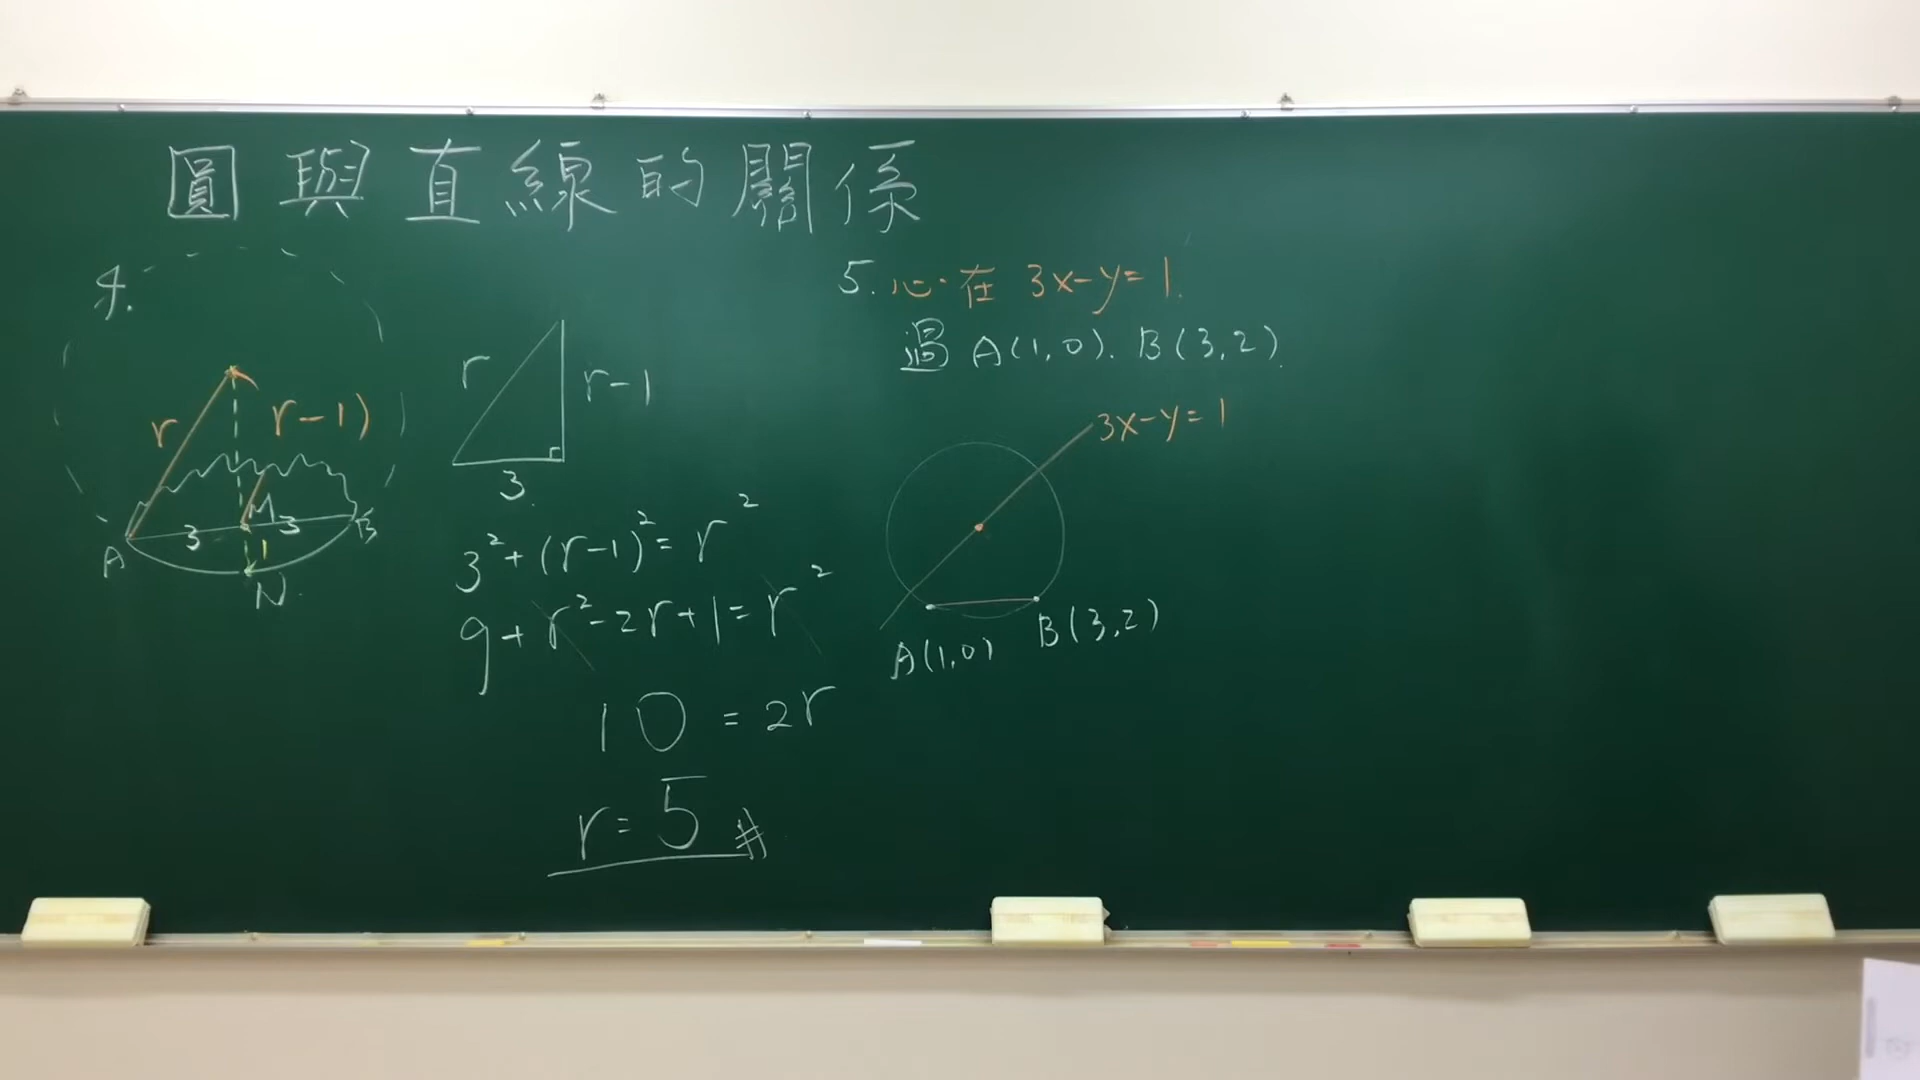 圓與直線的關係
4.
r
r-1)
3
M
3
A
B
1
N
r
r-1
3
3²+(r-1)²=r²
9+r²-2r+1=r²
10=2r
r=5 #
5. 心在 3x-y=1.
過 A(1,0). B(3,2).
3x-y=1
A(1,0)
B(3,2)